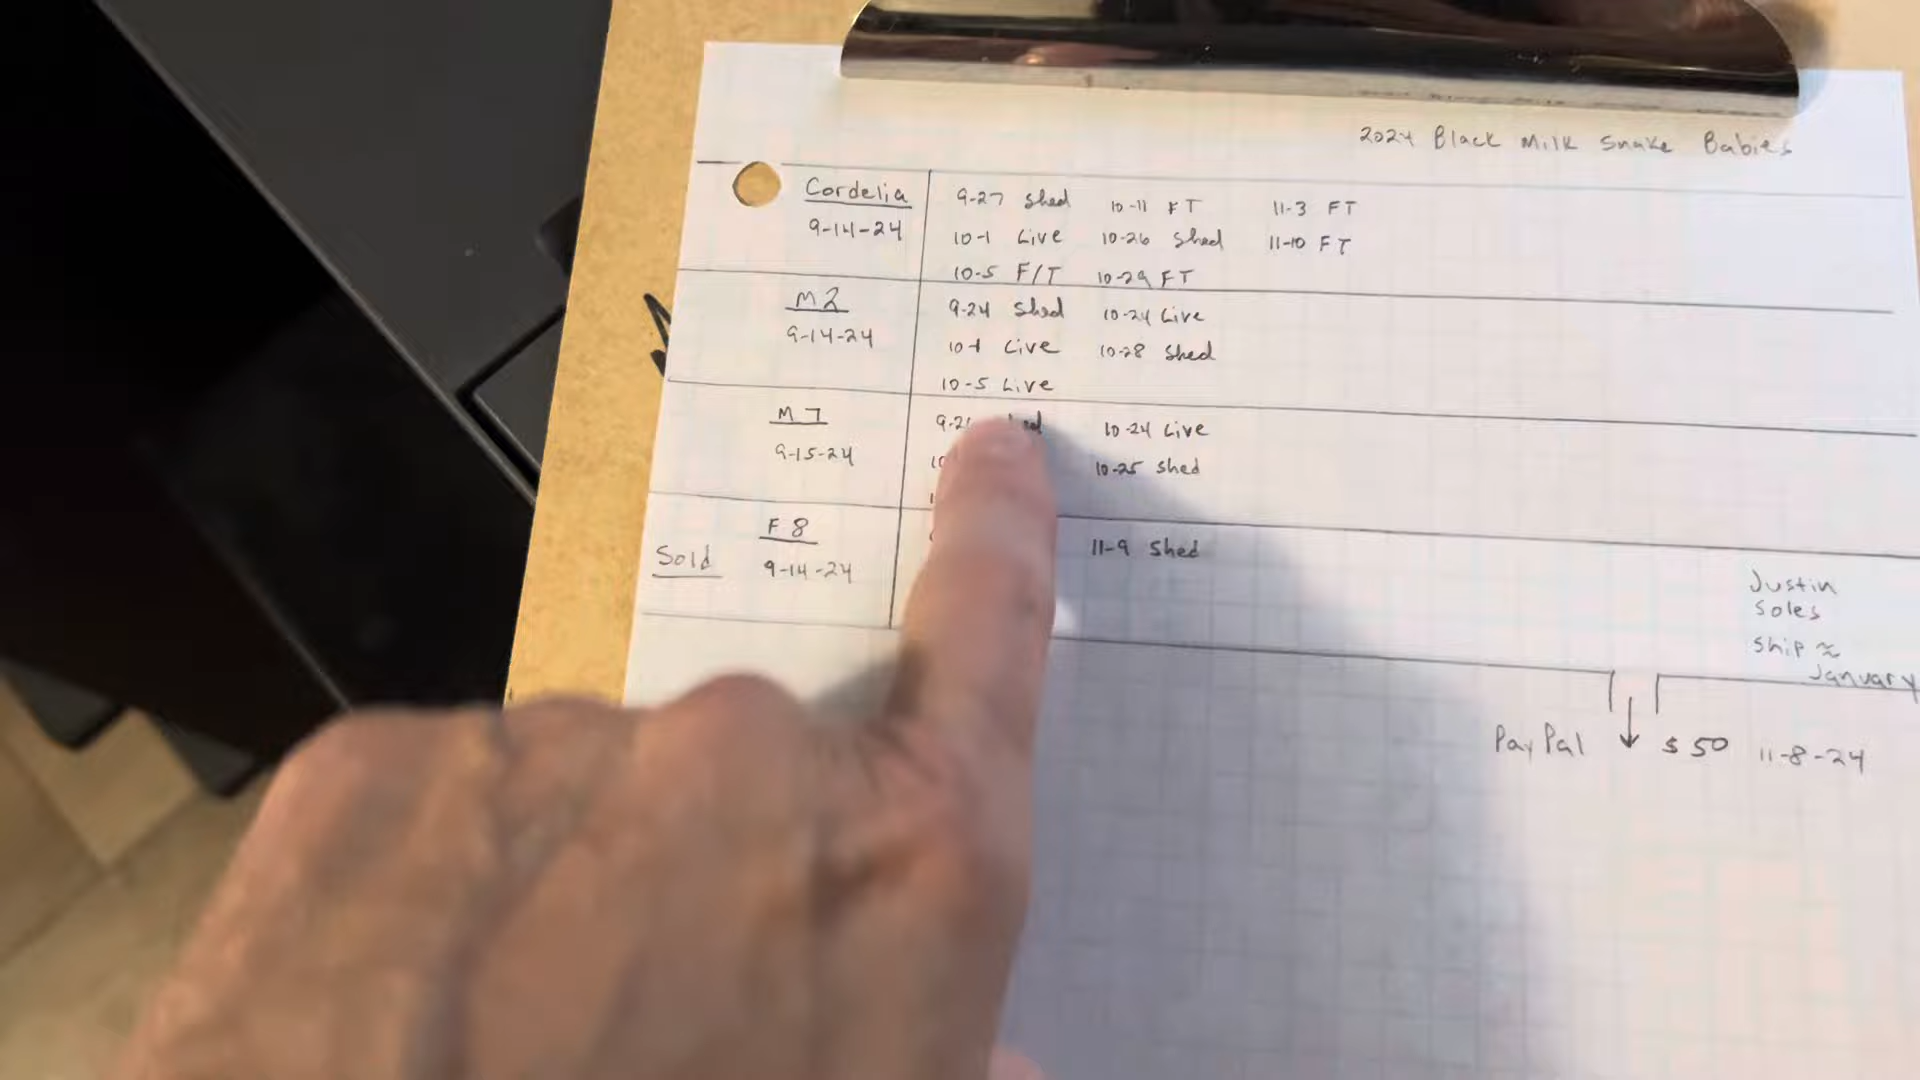 2024 Black Milk Snake Babies
Cordelia
9-14-24
9-27 Shed 10-11 FT 11-3 FT
10-1 Live 10-26 Shed 11-10 FT
10-5 F/T 10-29 FT
M2
9-14-24
9-24 Shed 10-24 Live
10-1 Live 10-28 Shed
10-5 Live
M7
9-15-24
10-24 Live
10-25 Shed
Sold
F8
9-14-24
11-9 Shed
Justin
Soles
Ship ≈
January
PayPal ↓ $50 11-8-24